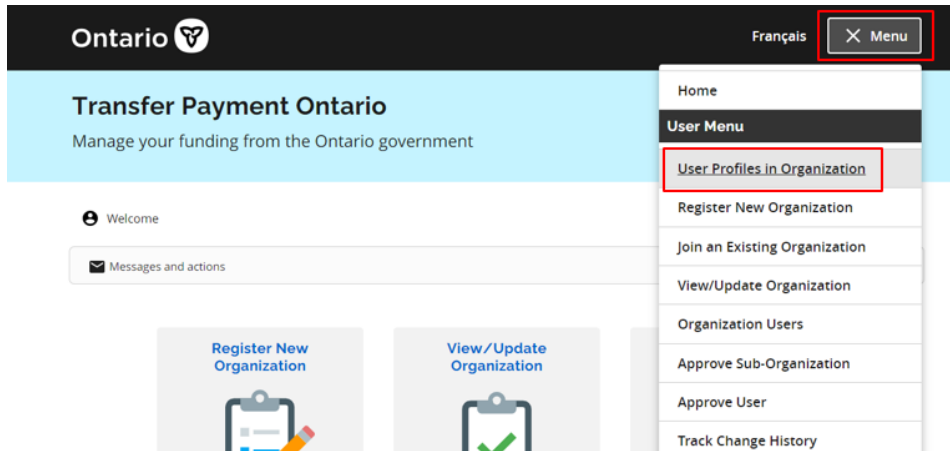 Ontario
Français
Menu
Transfer Payment Ontario
Manage your funding from the Ontario government
Home
User Menu
User Profiles in Organization
Register New Organization
Join an Existing Organization
View/Update Organization
Organization Users
Approve Sub-Organization
Approve User
Track Change History
Welcome
Messages and actions
Register New
Organization
View/Update
Organization